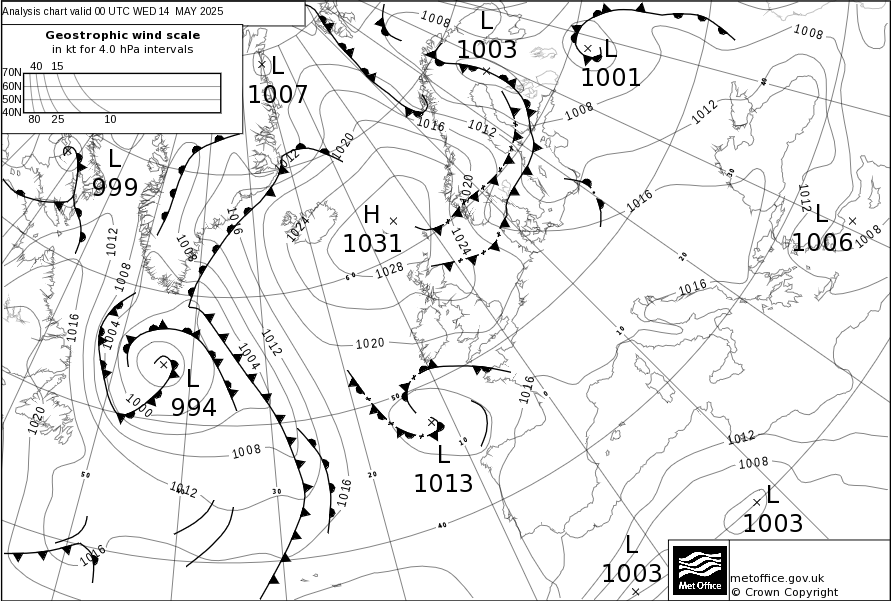 Analysis chart valid 00 UTC WED 14 MAY 2025
Geostrophic wind scale
in kt for 4.0 hPa intervals
40 15
70N
60N
50N
40N
80 25 10
L
1007
1008
L
1003
L
1001
1008
40
1008
1012
1016
1012
1020
1012
L
999
30
1020
1016
1012
1016
1024
H
1031
1024
L
1006
1008
1012
1008
1008
60
1028
20
1016
1016
1004
1004
1012
1020
10
L
994
1000
1016
50
0
1020
10
1008
L
1013
1012
1008
50
1012
40
30
20
1016
40
L
1003
1016
L
1003
Met Office
metoffice.gov.uk
© Crown Copyright